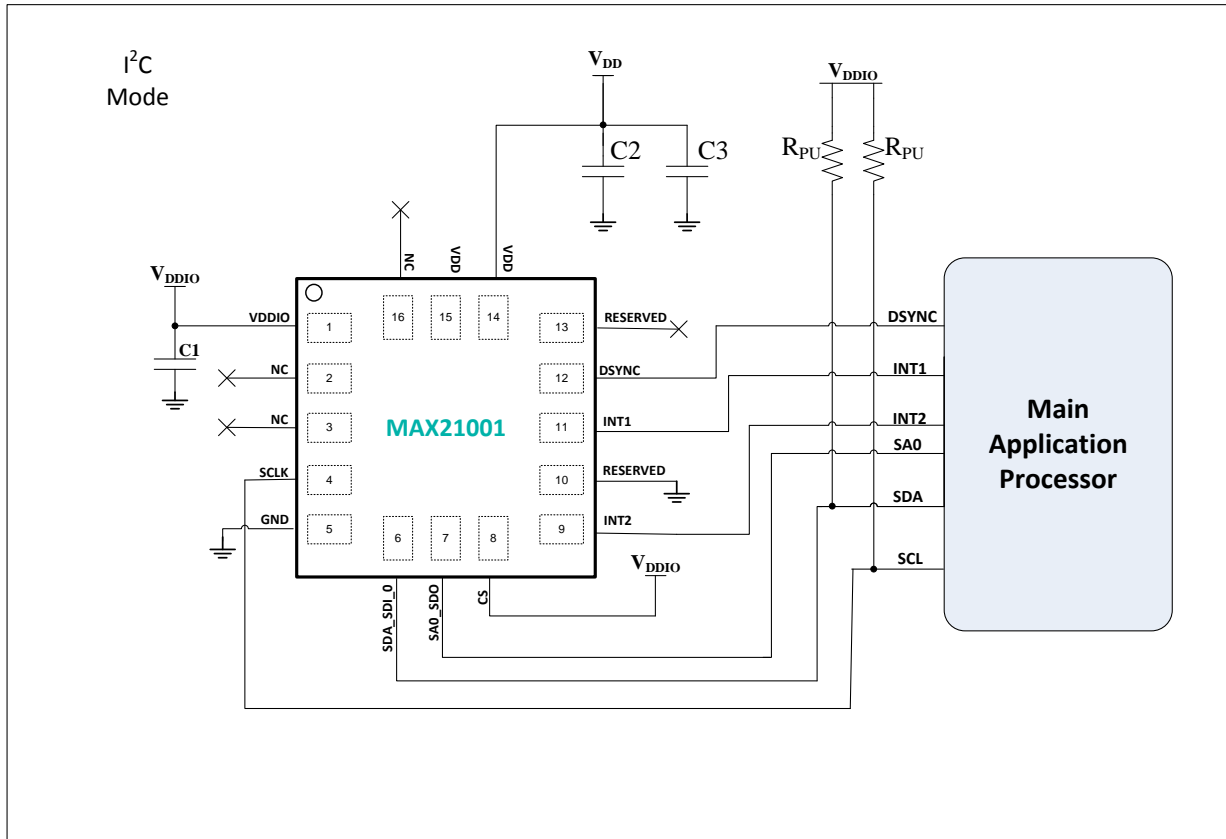 I²C
Mode
V_DD
V_DDIO
C2
C3
R_PU
R_PU
NC
VDD
VDD
V_DDIO
C1
VDDIO
NC
NC
SCLK
GND
1
2
3
4
5
16
15
14
13
12
11
10
9
6
7
8
MAX21001
RESERVED
DSYNC
INT1
RESERVED
INT2
SDA_SDI_0
SA0_SDO
CS
V_DDIO
DSYNC
INT1
INT2
SA0
SDA
SCL
Main
Application
Processor